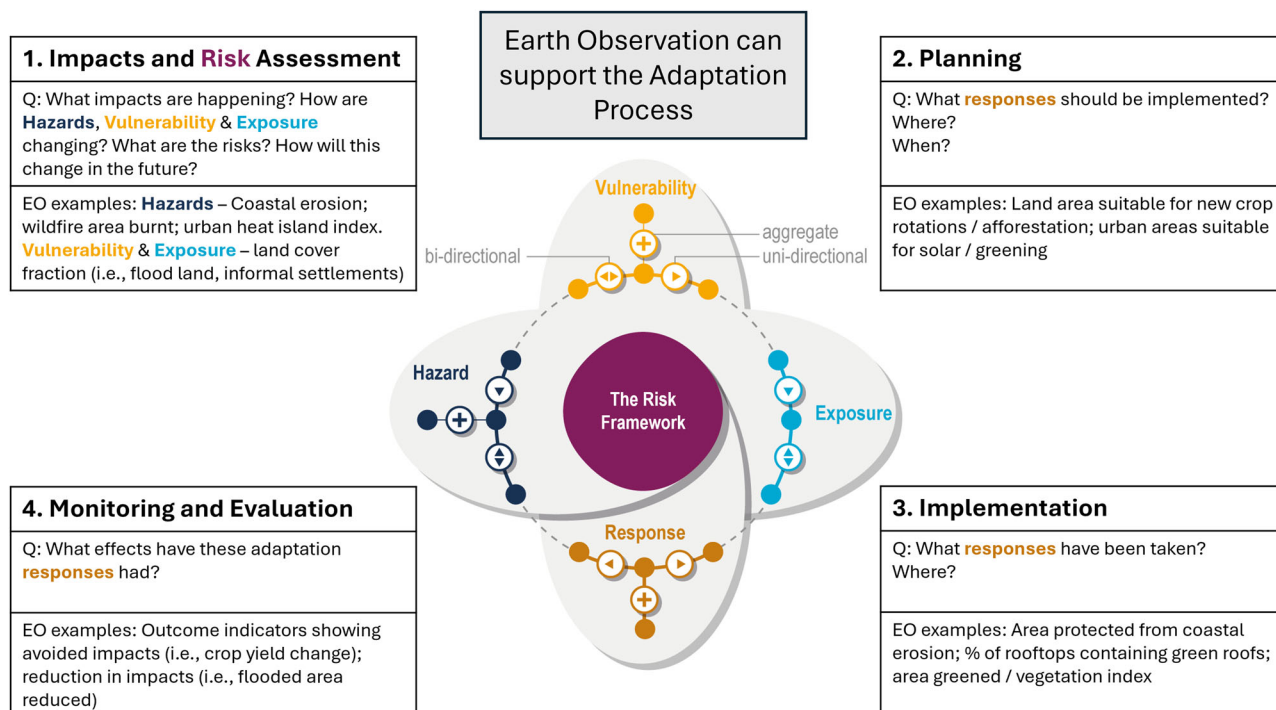 Earth Observation can
support the Adaptation
Process
1. Impacts and Risk Assessment
Q: What impacts are happening? How are
Hazards, Vulnerability & Exposure
changing? What are the risks? How will this
change in the future?
EO examples: Hazards – Coastal erosion;
wildfire area burnt; urban heat island index.
Vulnerability & Exposure – land cover
fraction (i.e., flood land, informal settlements)
2. Planning
Q: What responses should be implemented?
Where?
When?
EO examples: Land area suitable for new crop
rotations / afforestation; urban areas suitable
for solar / greening
Vulnerability
aggregate
bi-directional
uni-directional
Hazard
The Risk
Framework
Exposure
Response
4. Monitoring and Evaluation
Q: What effects have these adaptation
responses had?
EO examples: Outcome indicators showing
avoided impacts (i.e., crop yield change);
reduction in impacts (i.e., flooded area
reduced)
3. Implementation
Q: What responses have been taken?
Where?
EO examples: Area protected from coastal
erosion; % of rooftops containing green roofs;
area greened / vegetation index